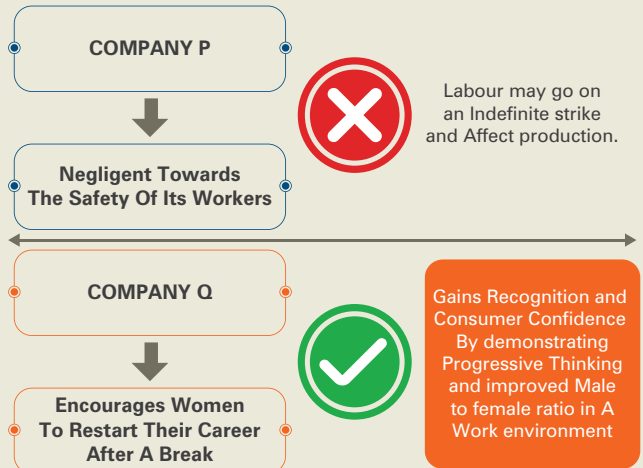 COMPANY P
Labour may go on
an Indefinite strike
and Affect production.
Negligent Towards
The Safety Of Its Workers
COMPANY Q
Gains Recognition and
Consumer Confidence
By demonstrating
Progressive Thinking
and improved Male
to female ratio in A
Work environment
Encourages Women
To Restart Their Career
After A Break